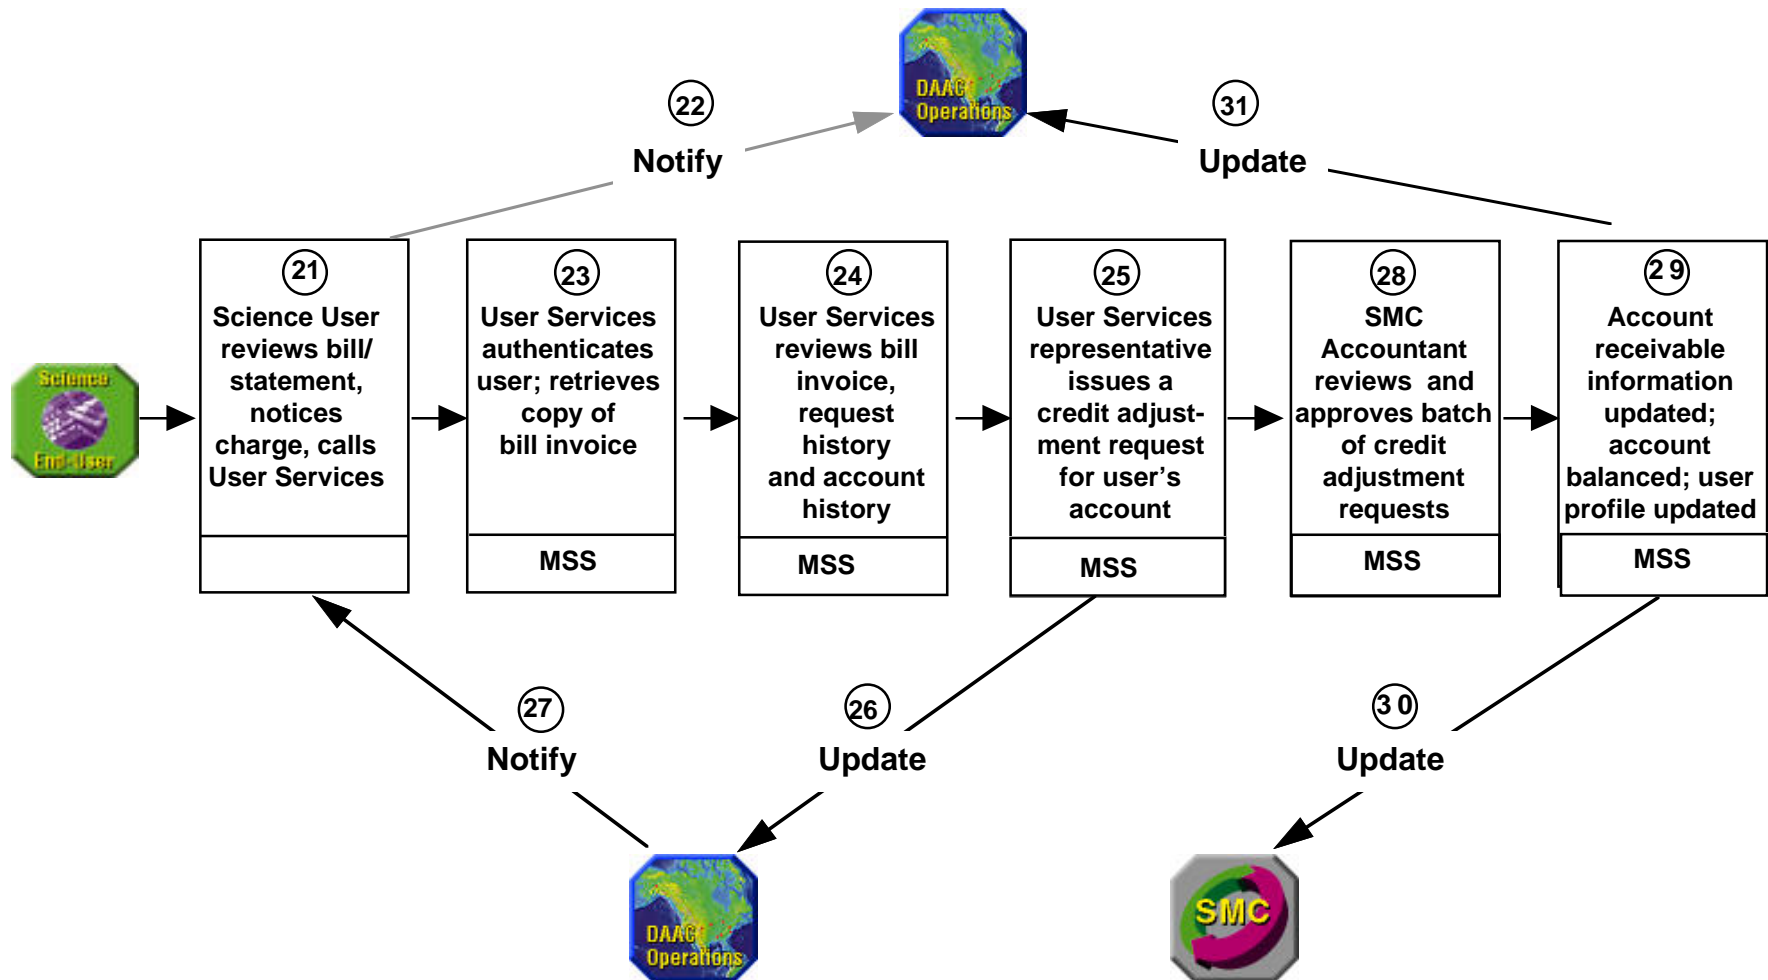 DAAC
Operations
22
Notify
31
Update
Science
End-User
21
Science User
reviews bill/
statement,
notices
charge, calls
User Services
23
User Services
authenticates
user; retrieves
copy of
bill invoice
MSS
24
User Services
reviews bill
invoice,
request
history
and account
history
MSS
25
User Services
representative
issues a
credit adjust-
ment request
for user's
account
MSS
28
SMC
Accountant
reviews and
approves batch
of credit
adjustment
requests
MSS
29
Account
receivable
information
updated;
account
balanced; user
profile updated
MSS
27
Notify
26
Update
30
Update
DAAC
Operations
SMC